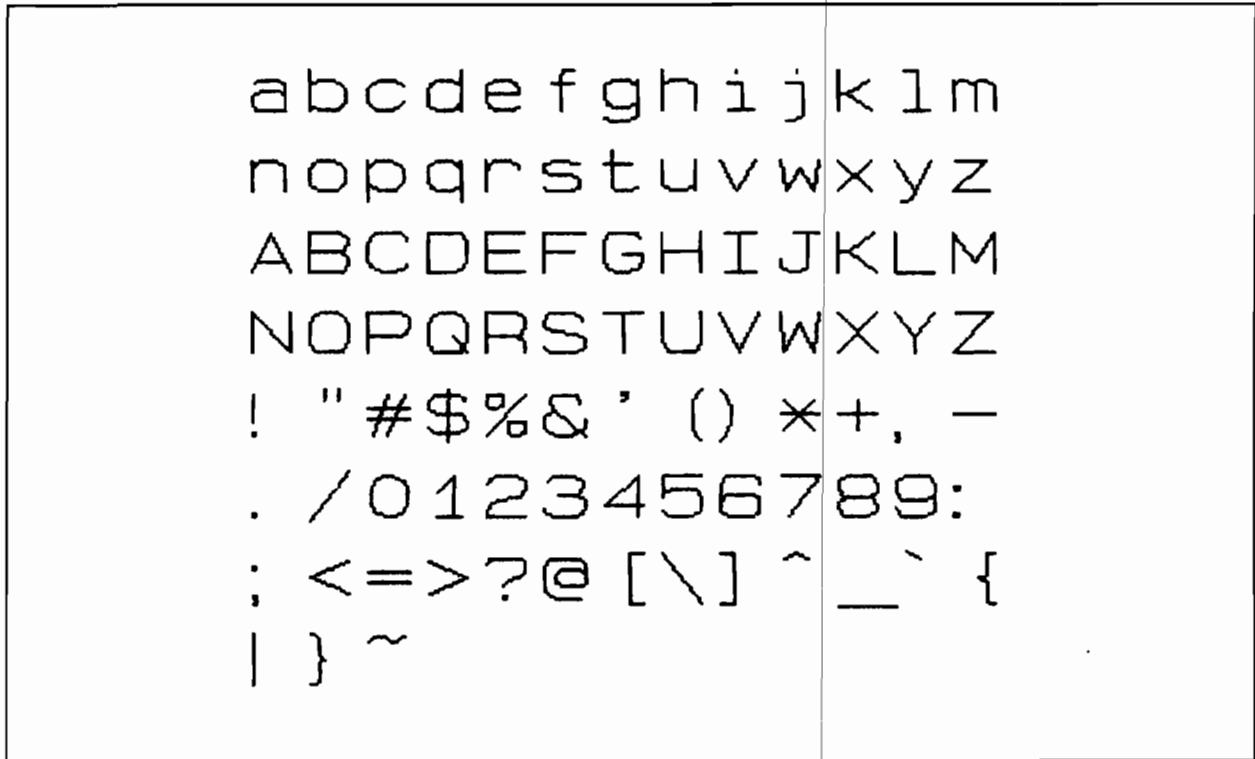 abcdefghijklm
nopqrstuvwxyz
ABCDEFGHIJKLM
NOPQRSTUVWXYZ
! "#$%&' () *+, -
. /0123456789:
; <=>?@ [\] ^ _ ` {
| } ~